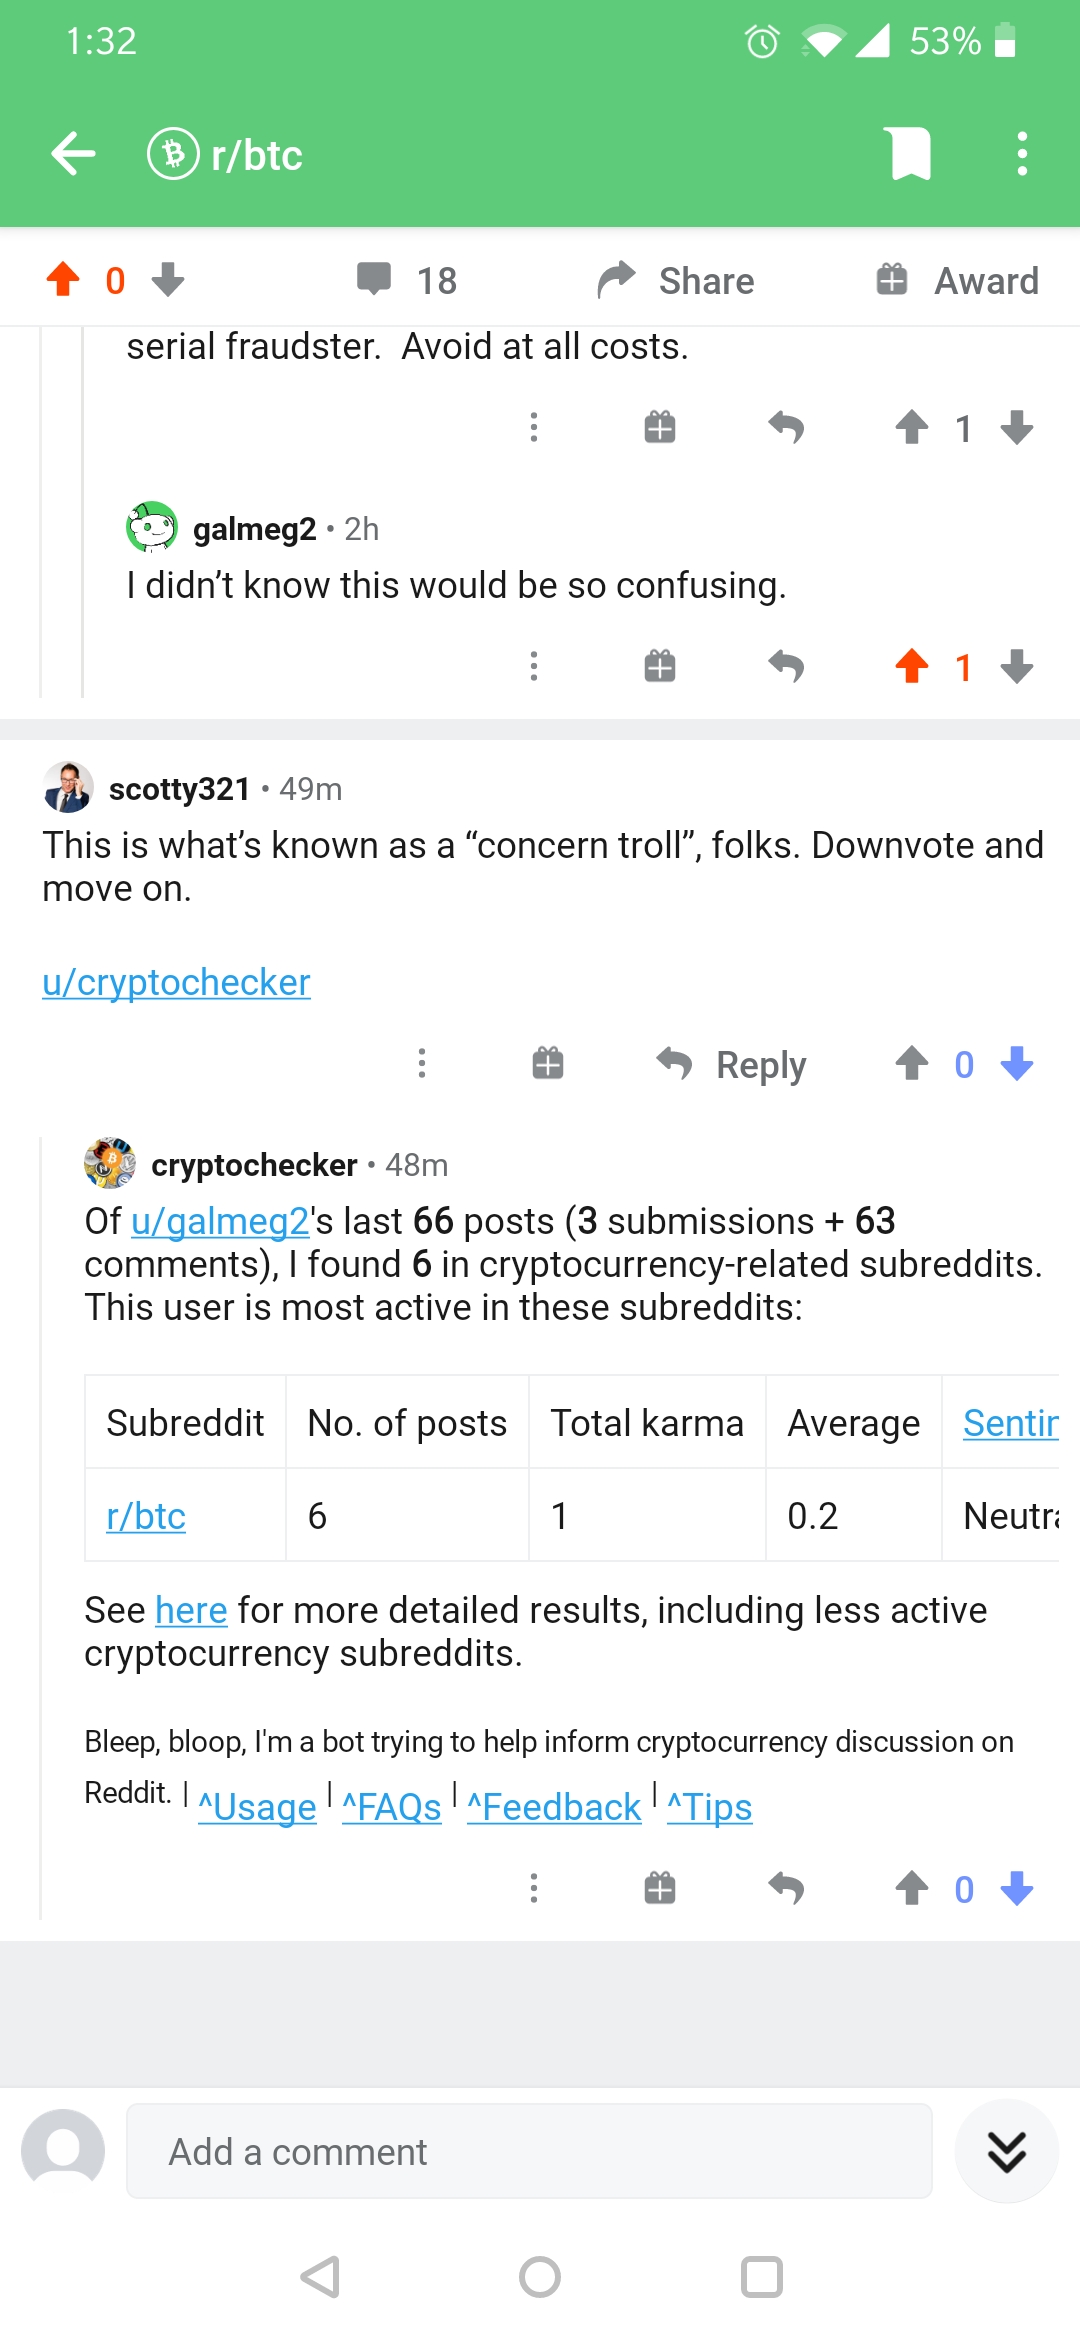 1:32
53%
r/btc
0
18
Share
Award
serial fraudster.  Avoid at all costs.
1
galmeg2 • 2h
I didn’t know this would be so confusing.
1
scotty321 • 49m
This is what’s known as a “concern troll”, folks. Downvote and
move on.
u/cryptochecker
Reply
0
cryptochecker • 48m
Of u/galmeg2's last 66 posts (3 submissions + 63
comments), I found 6 in cryptocurrency-related subreddits.
This user is most active in these subreddits:
Subreddit No. of posts Total karma Average
r/btc 6 1 0.2
See here for more detailed results, including less active
cryptocurrency subreddits.
Bleep, bloop, I'm a bot trying to help inform cryptocurrency discussion on
Reddit. | ^Usage | ^FAQs | ^Feedback | ^Tips
0
Add a comment